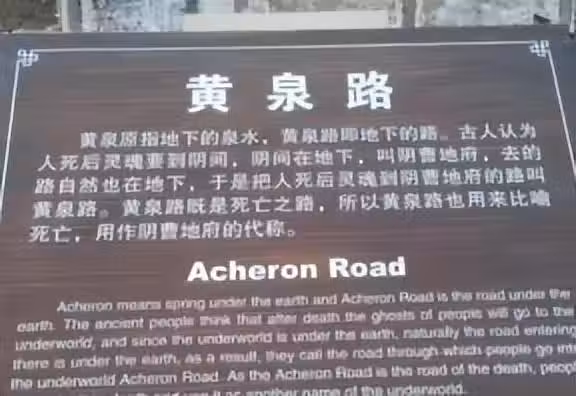 黄泉路
黄泉原指地下的泉水，黄泉路即地下的路。古人认为
人死后灵魂要到阴间，阴间在地下，叫阴曹地府，去的
路自然也在地下，于是把人死后灵魂到阴曹地府的路叫
黄泉路。黄泉路既是死亡之路，所以黄泉路也用来比喻
死亡，用作阴曹地府的代称。
Acheron Road
Acheron means spring under the earth and Acheron Road is the road under the
earth. The ancient people think that after death the ghosts of people will go to the
underworld, and since the underworld is under the earth, naturally the road entering
there is under the earth, as a result, they call the road through which people go into
the underworld Acheron Road. As the Acheron Road is the road of the death, people
and use it as another name of the underworld.